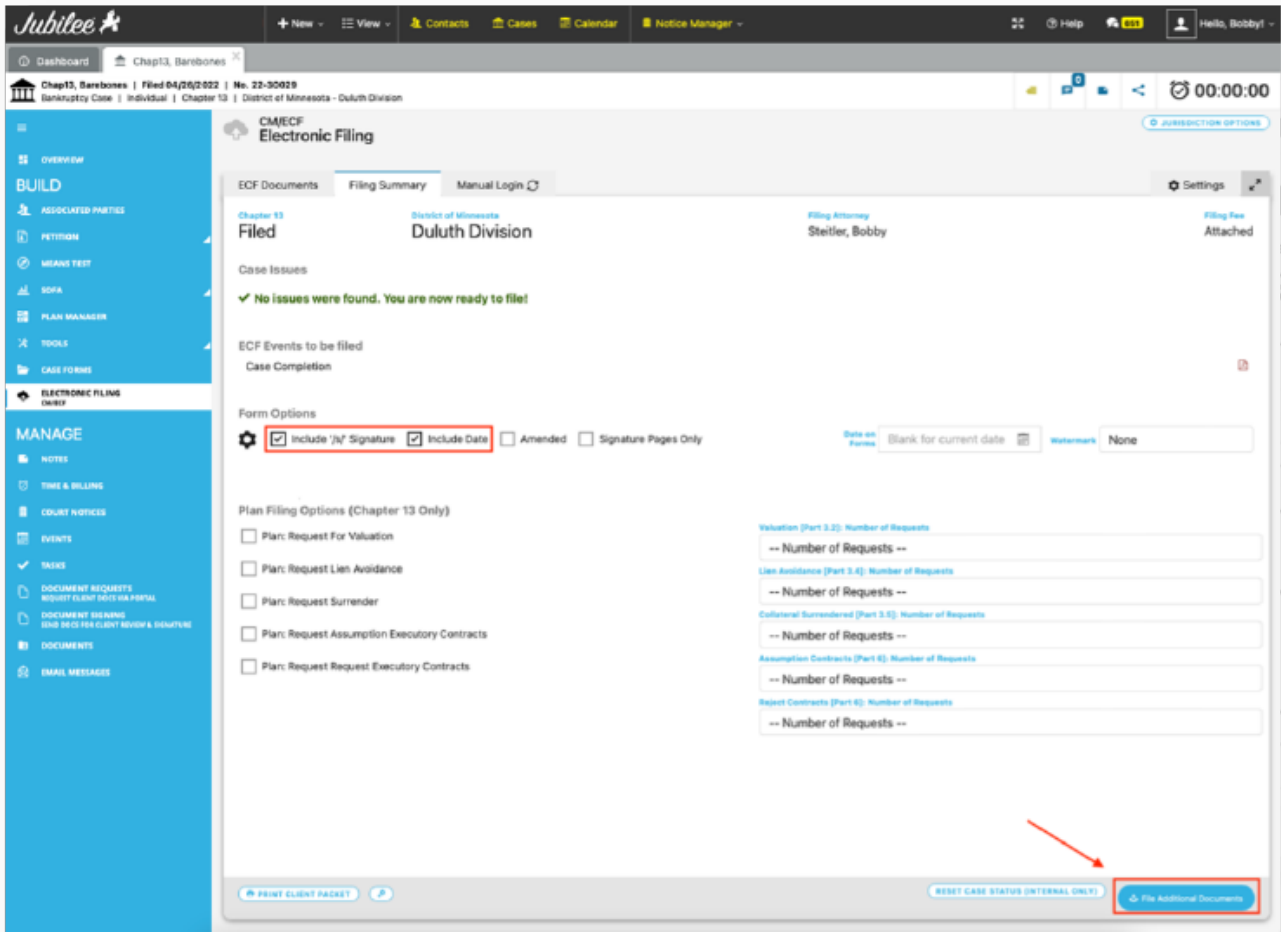 Jubilee
+ New
View
Contacts
Cases
Calendar
Notice Manager
Help
651
Hello, Bobby!
Dashboard
Chap13, Barebones
Chap13, Barebones | Filed 04/26/2022 | No. 22-30029
Bankruptcy Case | Individual | Chapter 13 | District of Minnesota - Duluth Division
0
00:00:00
CM/ECF
Electronic Filing
JURISDICTION OPTIONS
OVERVIEW
BUILD
ASSOCIATED PARTIES
PETITION
MEANS TEST
SOFA
PLAN MANAGER
TOOLS
CASE FORMS
ELECTRONIC FILING
CM/ECF
MANAGE
NOTES
TIME & BILLING
COURT NOTICES
EVENTS
TASKS
DOCUMENT REQUESTS
REQUEST CLIENT DOCS VIA PORTAL
DOCUMENT SIGNING
SEND DOCS FOR CLIENT REVIEW & SIGNATURE
DOCUMENTS
EMAIL MESSAGES
ECF Documents
Filing Summary
Manual Login
Settings
Chapter 13
Filed
District of Minnesota
Duluth Division
Filing Attorney
Steitler, Bobby
Filing Fee
Attached
Case Issues
No issues were found. You are now ready to file!
ECF Events to be filed
Case Completion
Form Options
Include '/s/' Signature
Include Date
Amended
Signature Pages Only
Date on
Forms
Blank for current date
Watermark
None
Plan Filing Options (Chapter 13 Only)
Plan: Request For Valuation
Plan: Request Lien Avoidance
Plan: Request Surrender
Plan: Request Assumption Executory Contracts
Plan: Request Request Executory Contracts
Valuation [Part 3.2]: Number of Requests
-- Number of Requests --
Lien Avoidance [Part 3.4]: Number of Requests
-- Number of Requests --
Collateral Surrendered [Part 3.5]: Number of Requests
-- Number of Requests --
Assumption Contracts [Part 6]: Number of Requests
-- Number of Requests --
Reject Contracts [Part 6]: Number of Requests
-- Number of Requests --
PRINT CLIENT PACKET
RESET CASE STATUS (INTERNAL ONLY)
File Additional Documents